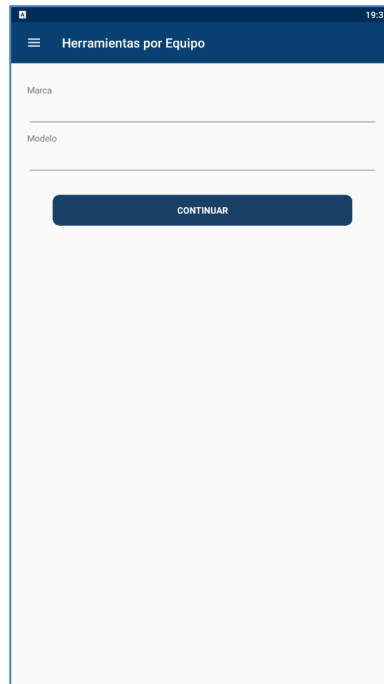 A
19:3
Herramientas por Equipo
Marca
Modelo
CONTINUAR